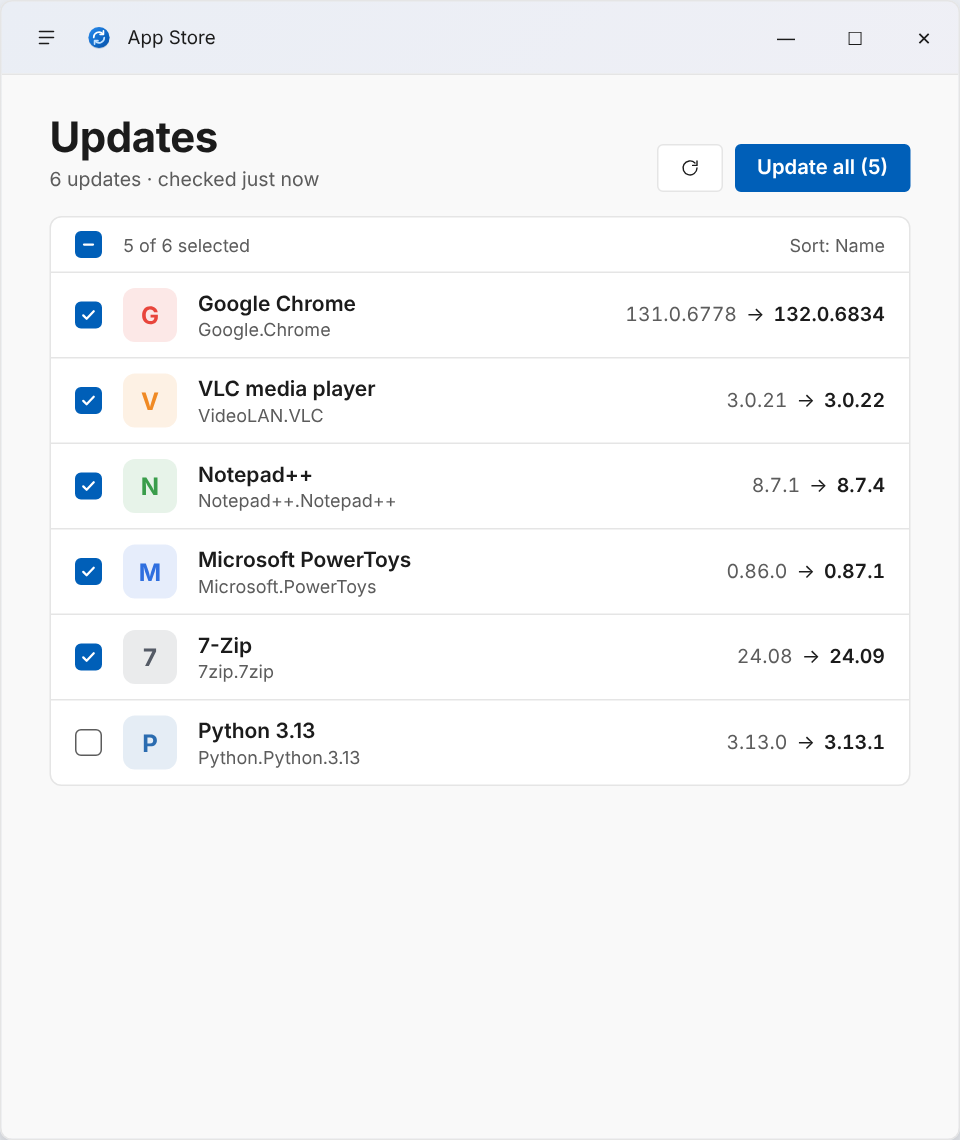 App Store
Updates
6 updates · checked just now
Update all (5)
5 of 6 selected
Sort: Name
G
Google Chrome
Google.Chrome
131.0.6778 → 132.0.6834
V
VLC media player
VideoLAN.VLC
3.0.21 → 3.0.22
N
Notepad++
Notepad++.Notepad++
8.7.1 → 8.7.4
M
Microsoft PowerToys
Microsoft.PowerToys
0.86.0 → 0.87.1
7
7-Zip
7zip.7zip
24.08 → 24.09
P
Python 3.13
Python.Python.3.13
3.13.0 → 3.13.1